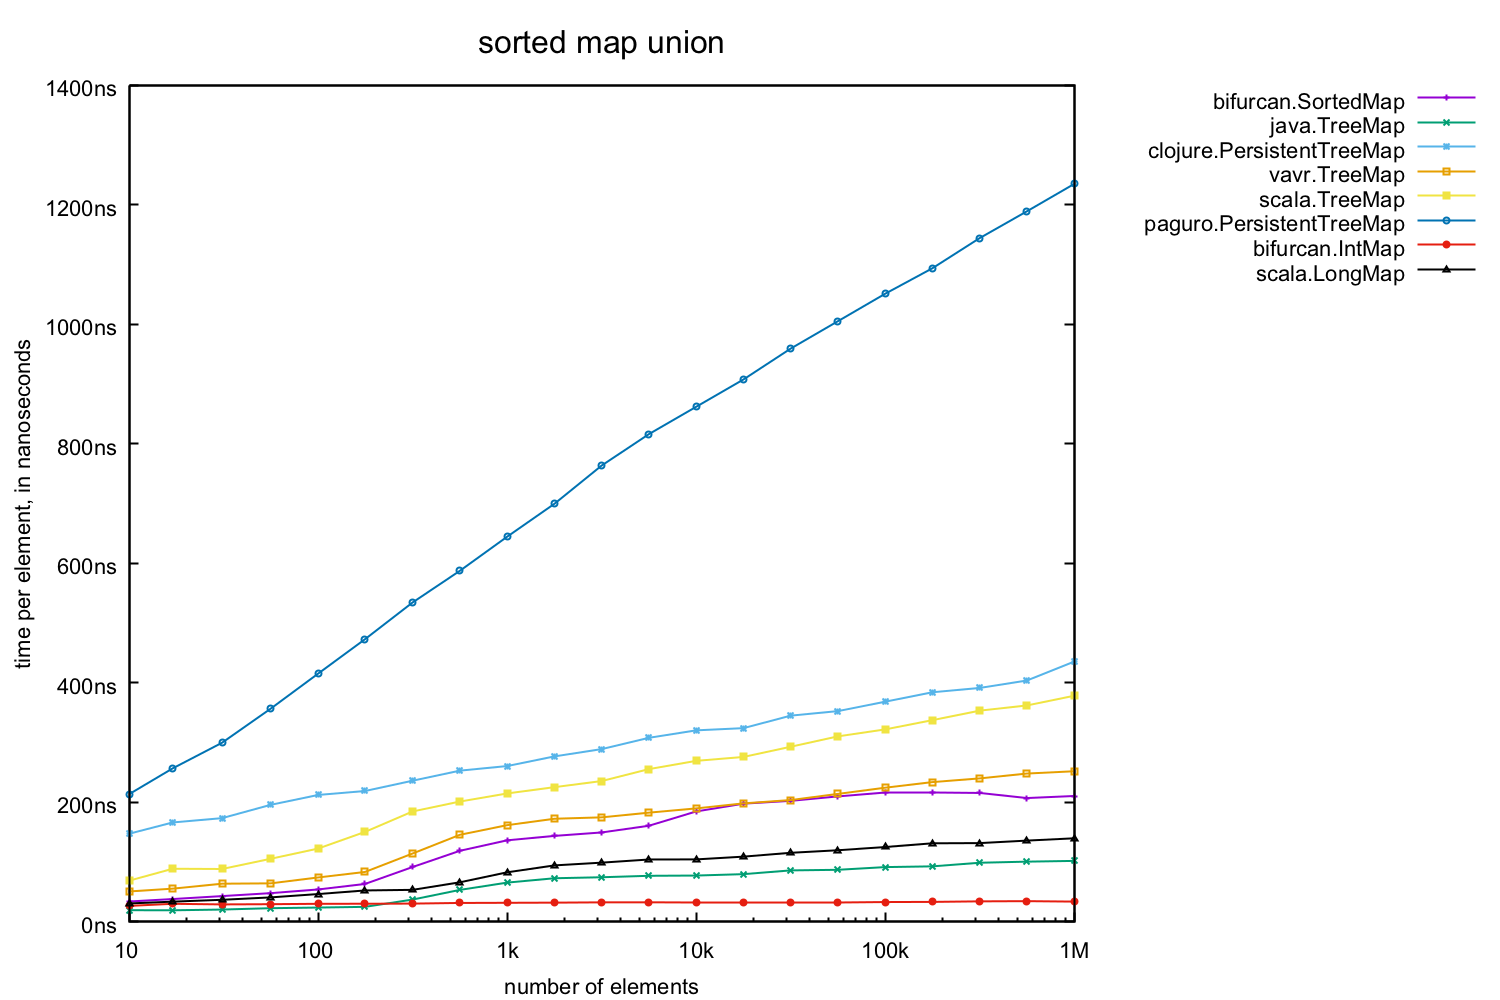 sorted map union
1400ns
1200ns
1000ns
800ns
600ns
400ns
200ns
0ns
time per element, in nanoseconds
10 100 1k 10k 100k 1M
number of elements
bifurcan.SortedMap
java.TreeMap
clojure.PersistentTreeMap
vavr.TreeMap
scala.TreeMap
paguro.PersistentTreeMap
bifurcan.IntMap
scala.LongMap